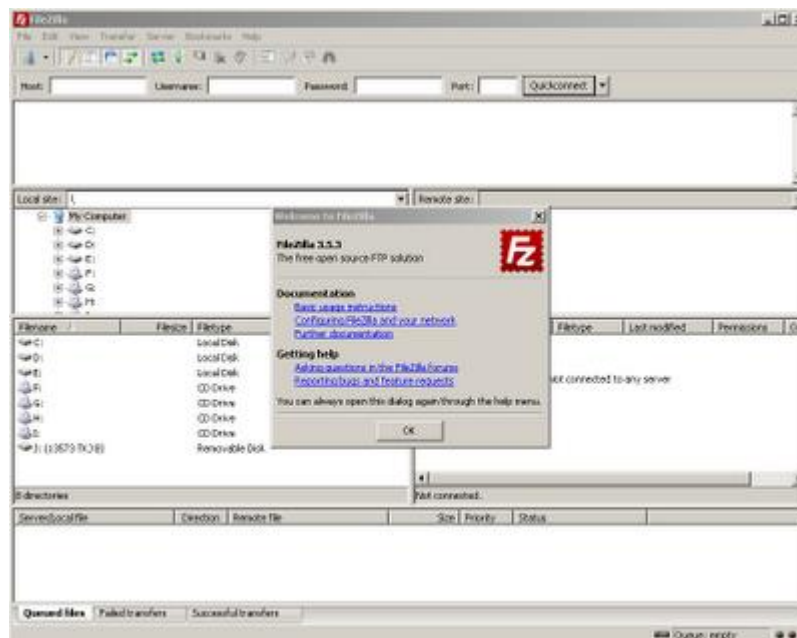 FileZilla
File Edit View Transfer Server Bookmarks Help
Host: Username: Password: Port: Quickconnect
Local site: \ Remote site:
My Computer
C:
D:
E:
F:
G:
H:
Welcome to FileZilla
FileZilla 3.5.3
The free open source FTP solution
Fz
Documentation
Basic usage instructions
Configuring FileZilla and your network
Further documentation
Getting help
Asking questions in the FileZilla forums
Reporting bugs and feature requests
You can always open this dialog again through the help menu.
OK
Filename / Filesize Filetype Filetype Last modified Permissions
C: Local Disk
D: Local Disk
E: Local Disk
F: CD Drive
G: CD Drive
H: CD Drive
I: CD Drive
Removable Disk
not connected to any server
8 directories Not connected.
Server/Local file Direction Remote file Size Priority Status
Queued files Failed transfers Successful transfers
Queue: empty